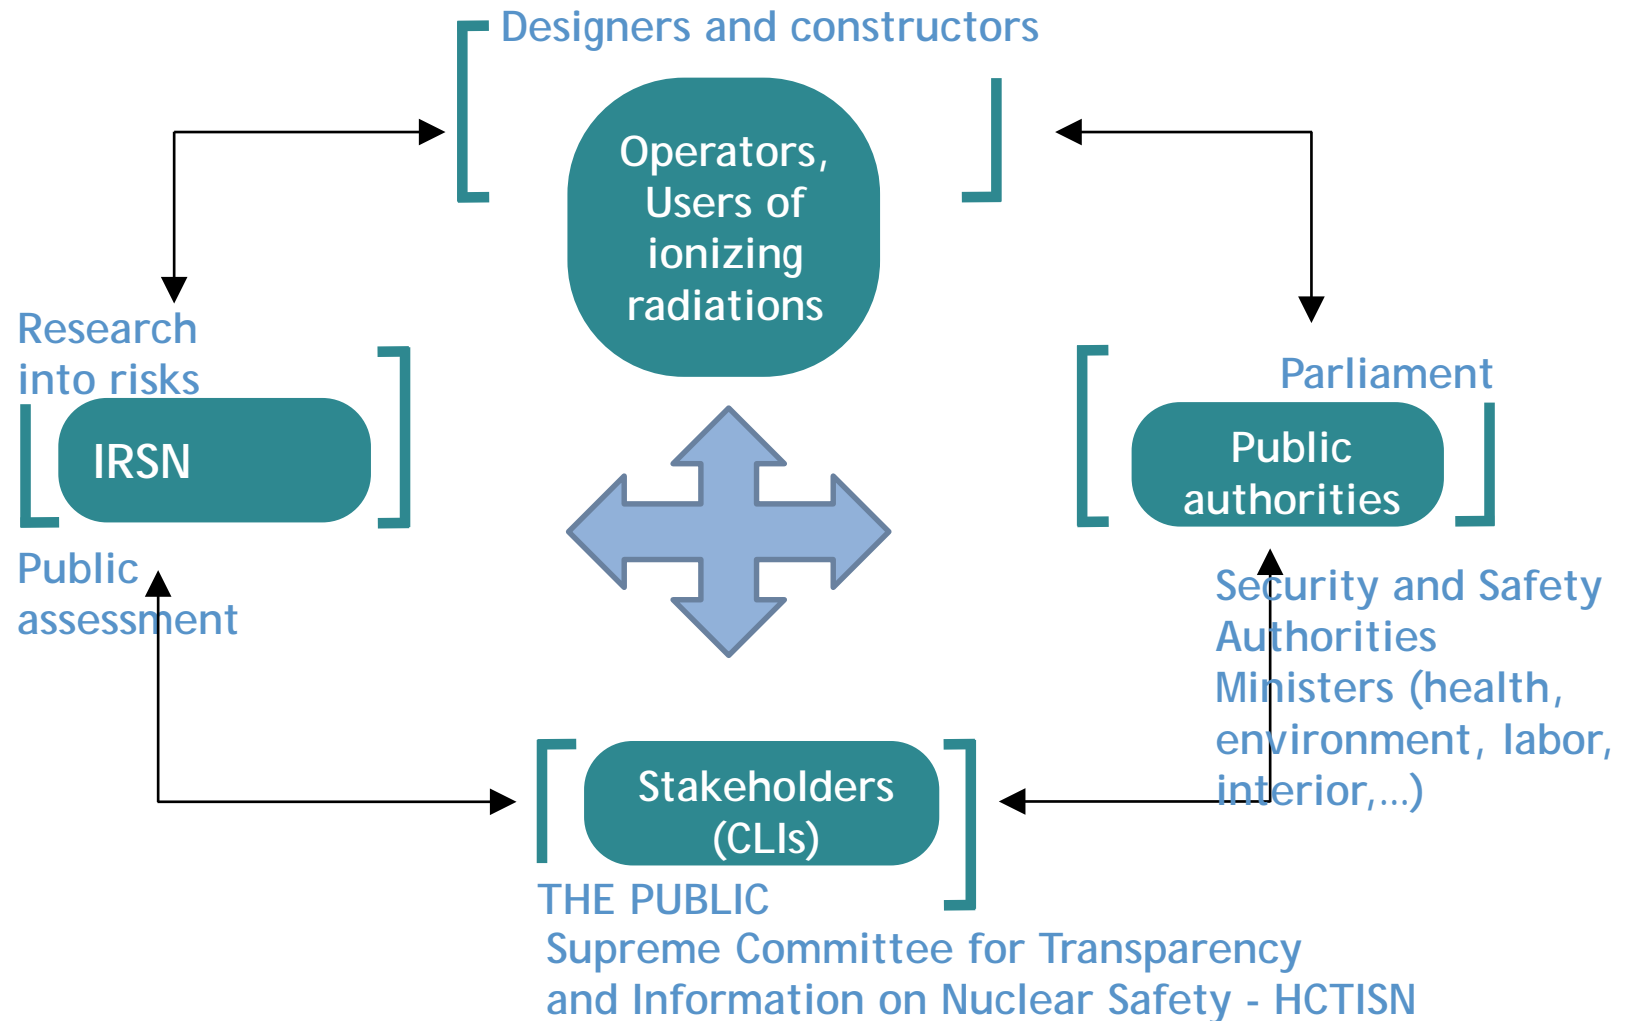 Designers and constructors
Operators,
Users of
ionizing
radiations
Research
into risks
IRSN
Public
assessment
Parliament
Public
authorities
Security and Safety
Authorities
Ministers (health,
environment, labor,
interior,...)
Stakeholders
(CLIs)
THE PUBLIC
Supreme Committee for Transparency
and Information on Nuclear Safety - HCTISN